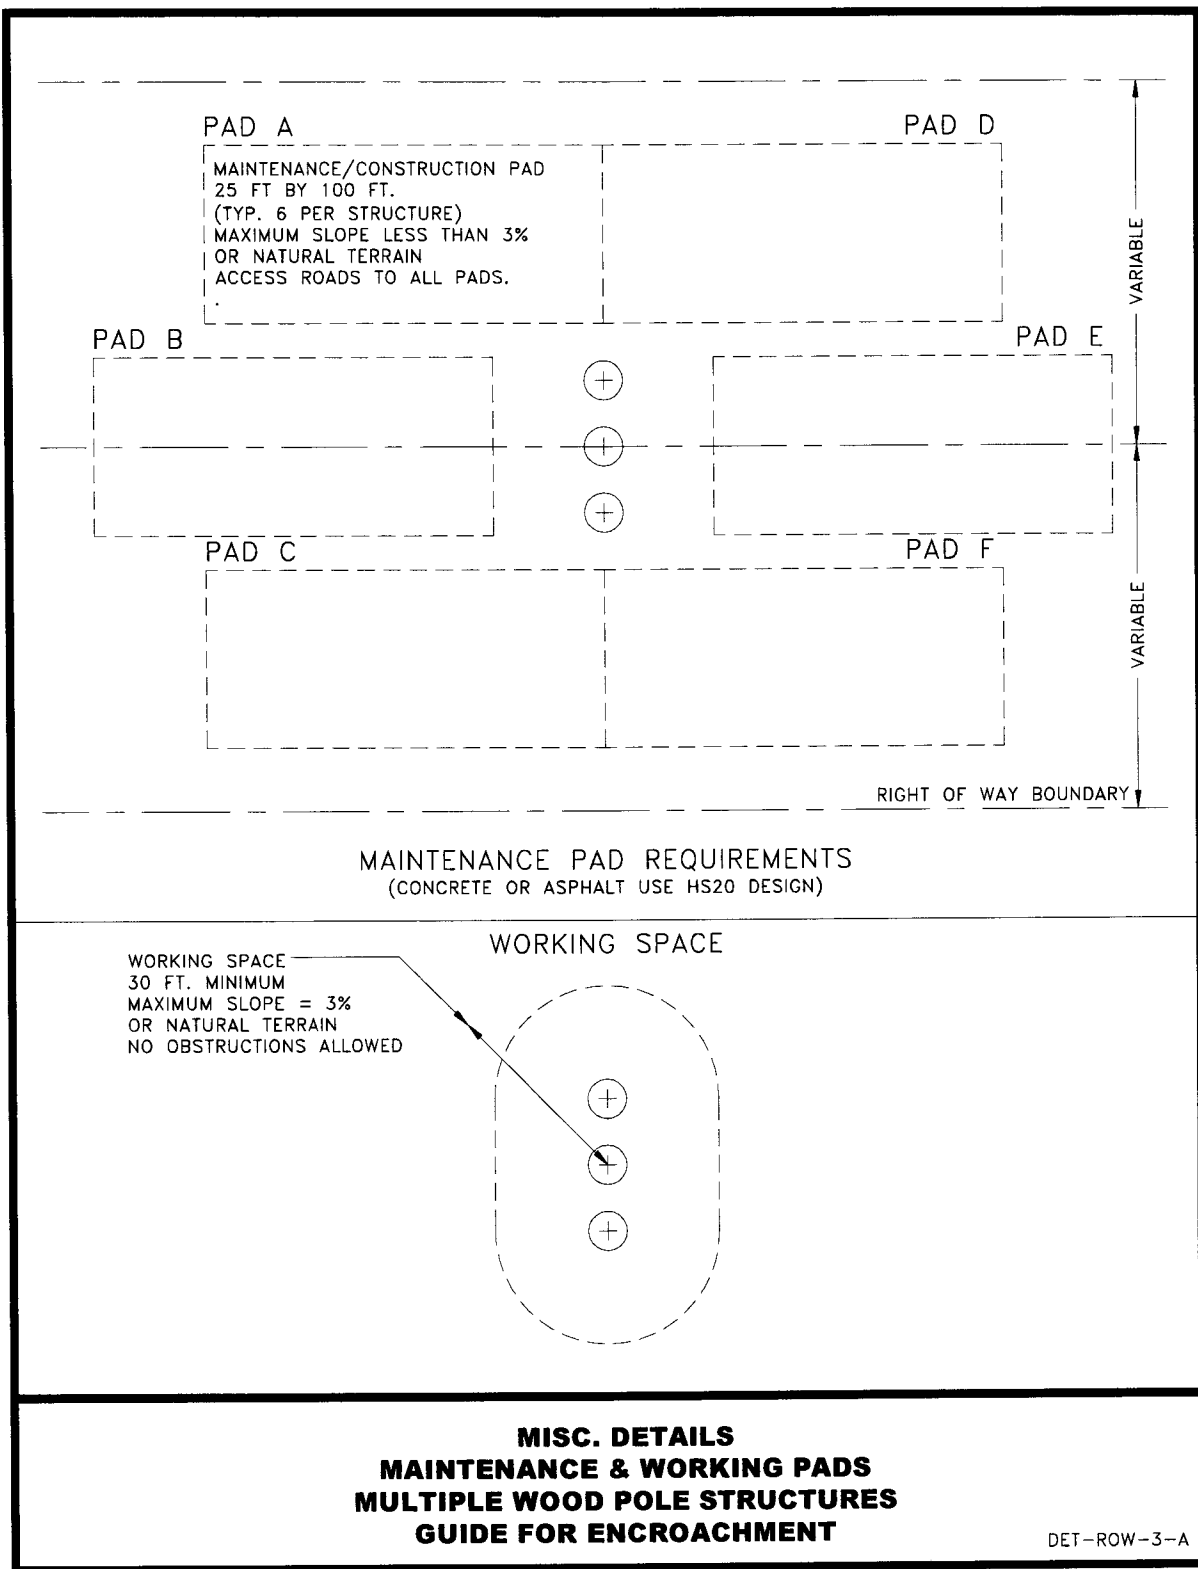 PAD A
PAD D
MAINTENANCE/CONSTRUCTION PAD
25 FT BY 100 FT.
(TYP. 6 PER STRUCTURE)
MAXIMUM SLOPE LESS THAN 3%
OR NATURAL TERRAIN
ACCESS ROADS TO ALL PADS.
.
VARIABLE
PAD B
PAD E
PAD C
PAD F
VARIABLE
RIGHT OF WAY BOUNDARY
MAINTENANCE PAD REQUIREMENTS
(CONCRETE OR ASPHALT USE HS20 DESIGN)
WORKING SPACE
WORKING SPACE
30 FT. MINIMUM
MAXIMUM SLOPE = 3%
OR NATURAL TERRAIN
NO OBSTRUCTIONS ALLOWED
MISC. DETAILS
MAINTENANCE & WORKING PADS
MULTIPLE WOOD POLE STRUCTURES
GUIDE FOR ENCROACHMENT
DET-ROW-3-A